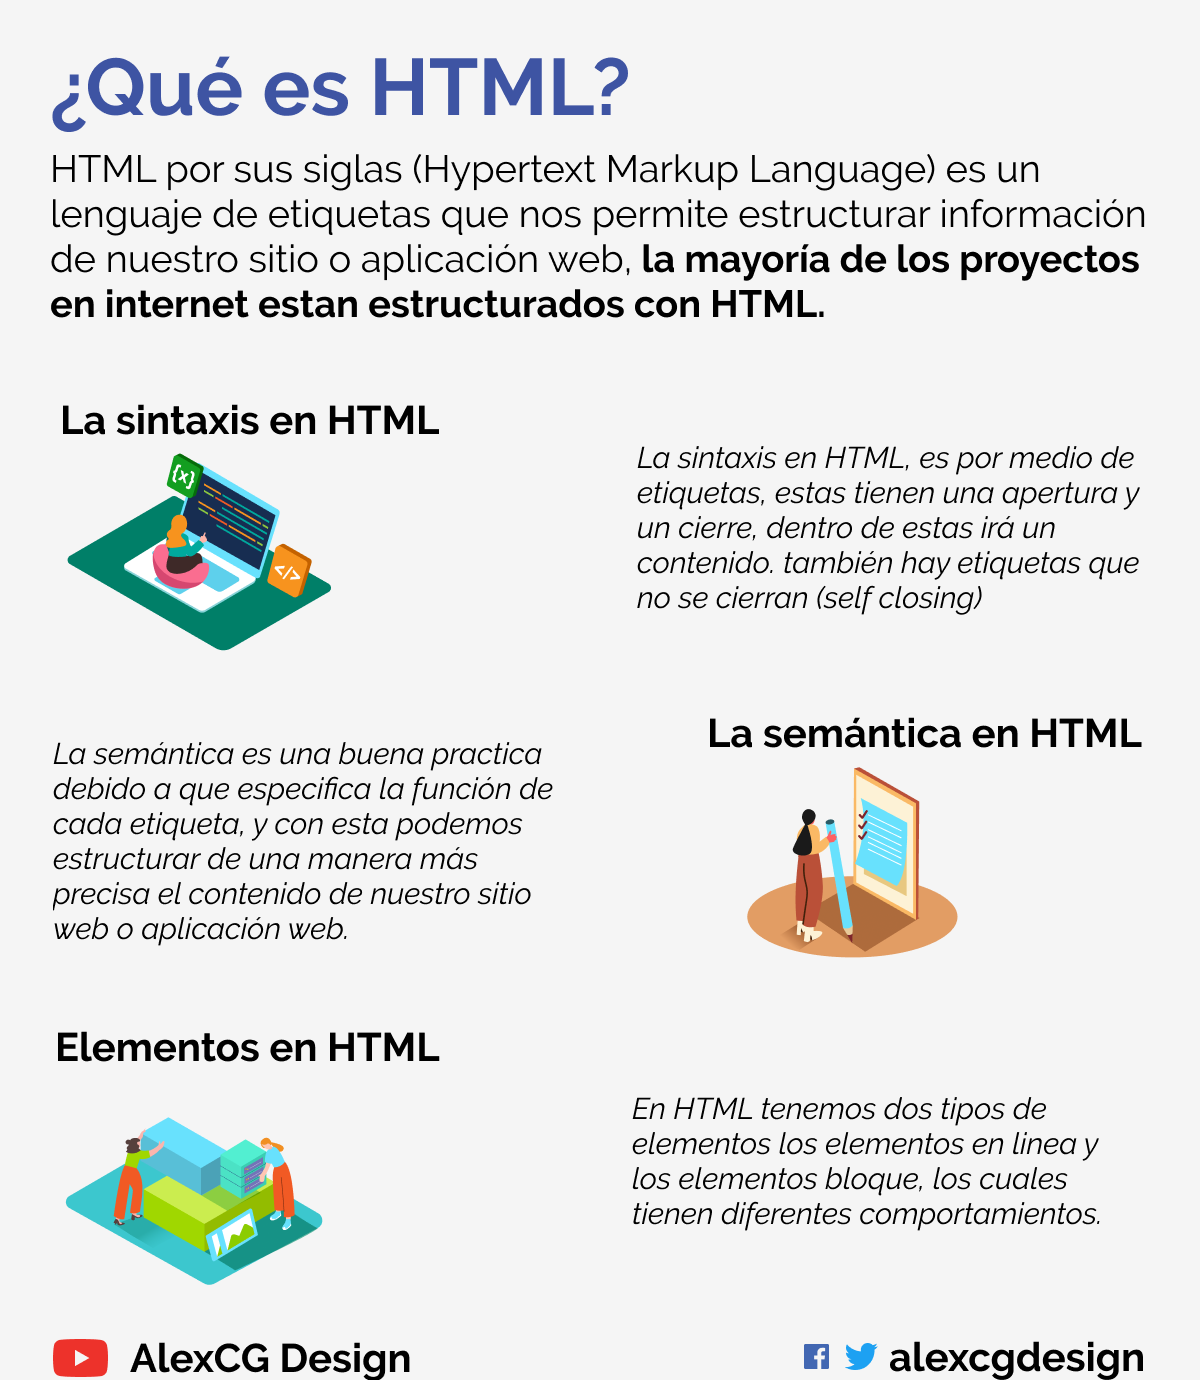 ¿Qué es HTML?
HTML por sus siglas (Hypertext Markup Language) es un
lenguaje de etiquetas que nos permite estructurar información
de nuestro sitio o aplicación web, la mayoría de los proyectos
en internet estan estructurados con HTML.
La sintaxis en HTML
{x}
</>
La sintaxis en HTML, es por medio de
etiquetas, estas tienen una apertura y
un cierre, dentro de estas irá un
contenido. también hay etiquetas que
no se cierran (self closing)
La semántica en HTML
La semántica es una buena practica
debido a que especifica la función de
cada etiqueta, y con esta podemos
estructurar de una manera más
precisa el contenido de nuestro sitio
web o aplicación web.
Elementos en HTML
En HTML tenemos dos tipos de
elementos los elementos en linea y
los elementos bloque, los cuales
tienen diferentes comportamientos.
AlexCG Design
alexcgdesign